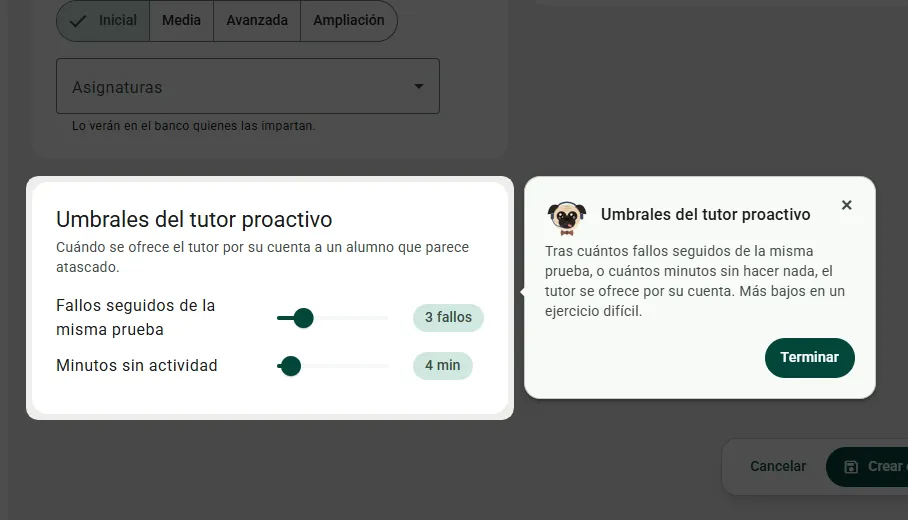 Inicial
Media
Avanzada
Ampliación
Asignaturas
Lo verán en el banco quienes las impartan.
Umbrales del tutor proactivo
Cuándo se ofrece el tutor por su cuenta a un alumno que parece
atascado.
Fallos seguidos de la
misma prueba
3 fallos
Minutos sin actividad
4 min
Umbrales del tutor proactivo
Tras cuántos fallos seguidos de la misma
prueba, o cuántos minutos sin hacer nada, el
tutor se ofrece por su cuenta. Más bajos en un
ejercicio difícil.
Terminar
Cancelar
Crear